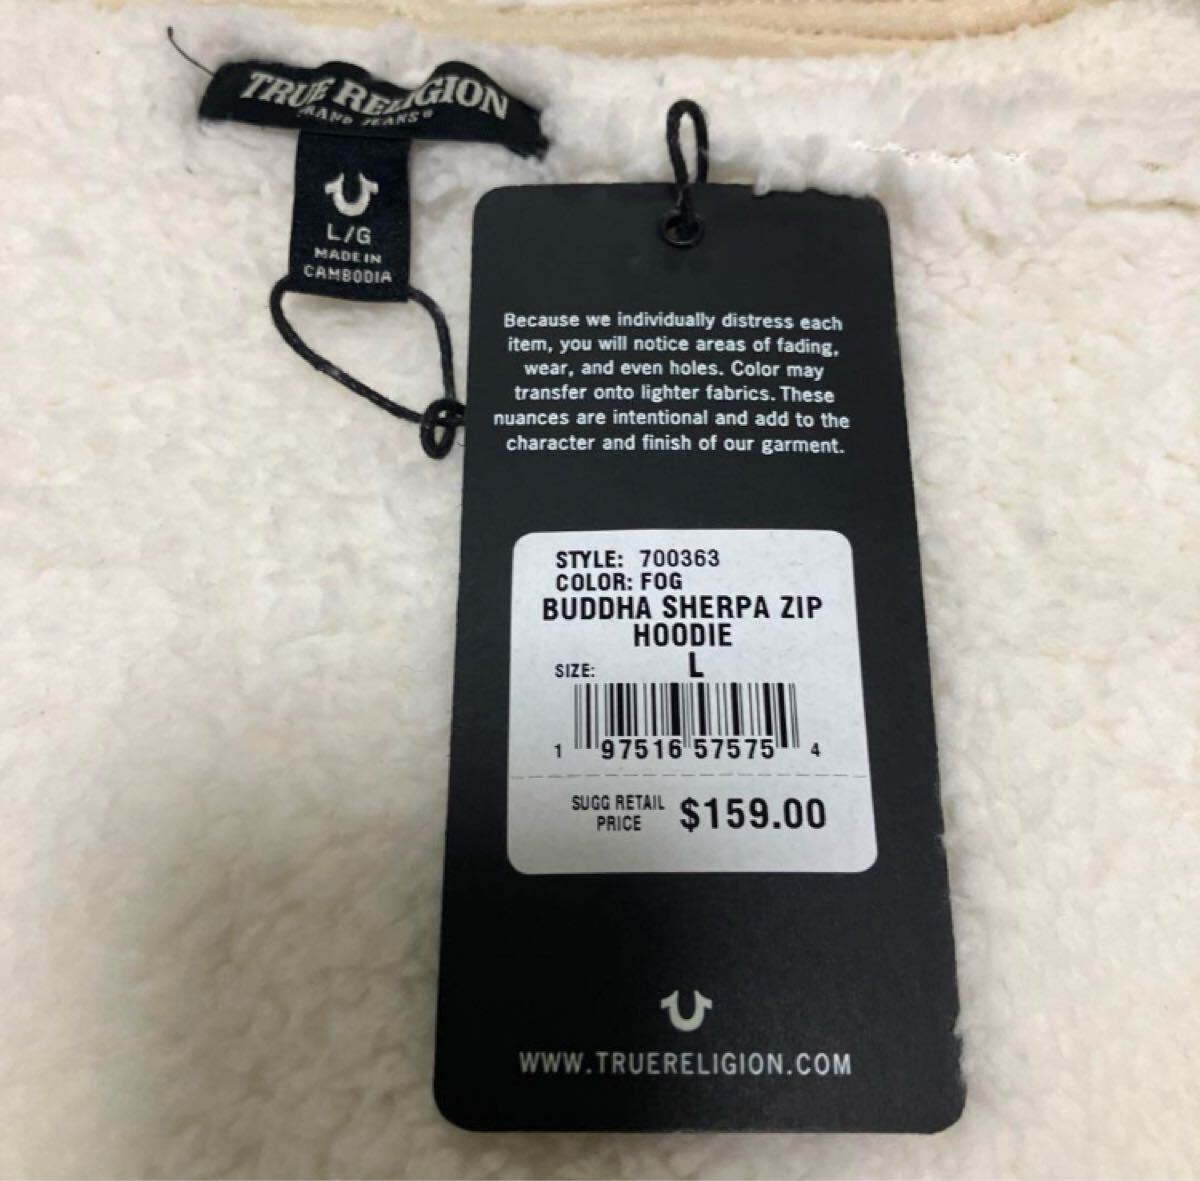 TRUE RELIGION
BRAND JEANS®
L/G
MADE IN
CAMBODIA
Because we individually distress each
item, you will notice areas of fading,
wear, and even holes. Color may
transfer onto lighter fabrics. These
nuances are intentional and add to the
character and finish of our garment.
STYLE: 700363
COLOR: FOG
BUDDHA SHERPA ZIP
HOODIE
SIZE: L
1 97516 57575 4
SUGG RETAIL
PRICE $159.00
WWW.TRUERELIGION.COM